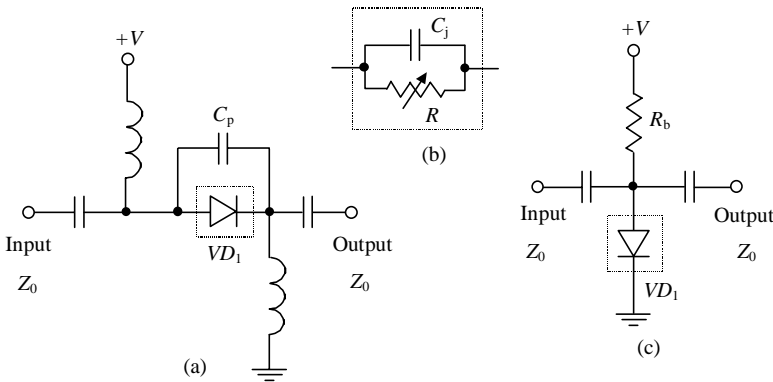 +V
C_p
Input
Z_0
VD_1
Output
Z_0
(a)
C_j
R
(b)
+V
R_b
Input
Z_0
Output
Z_0
VD_1
(c)